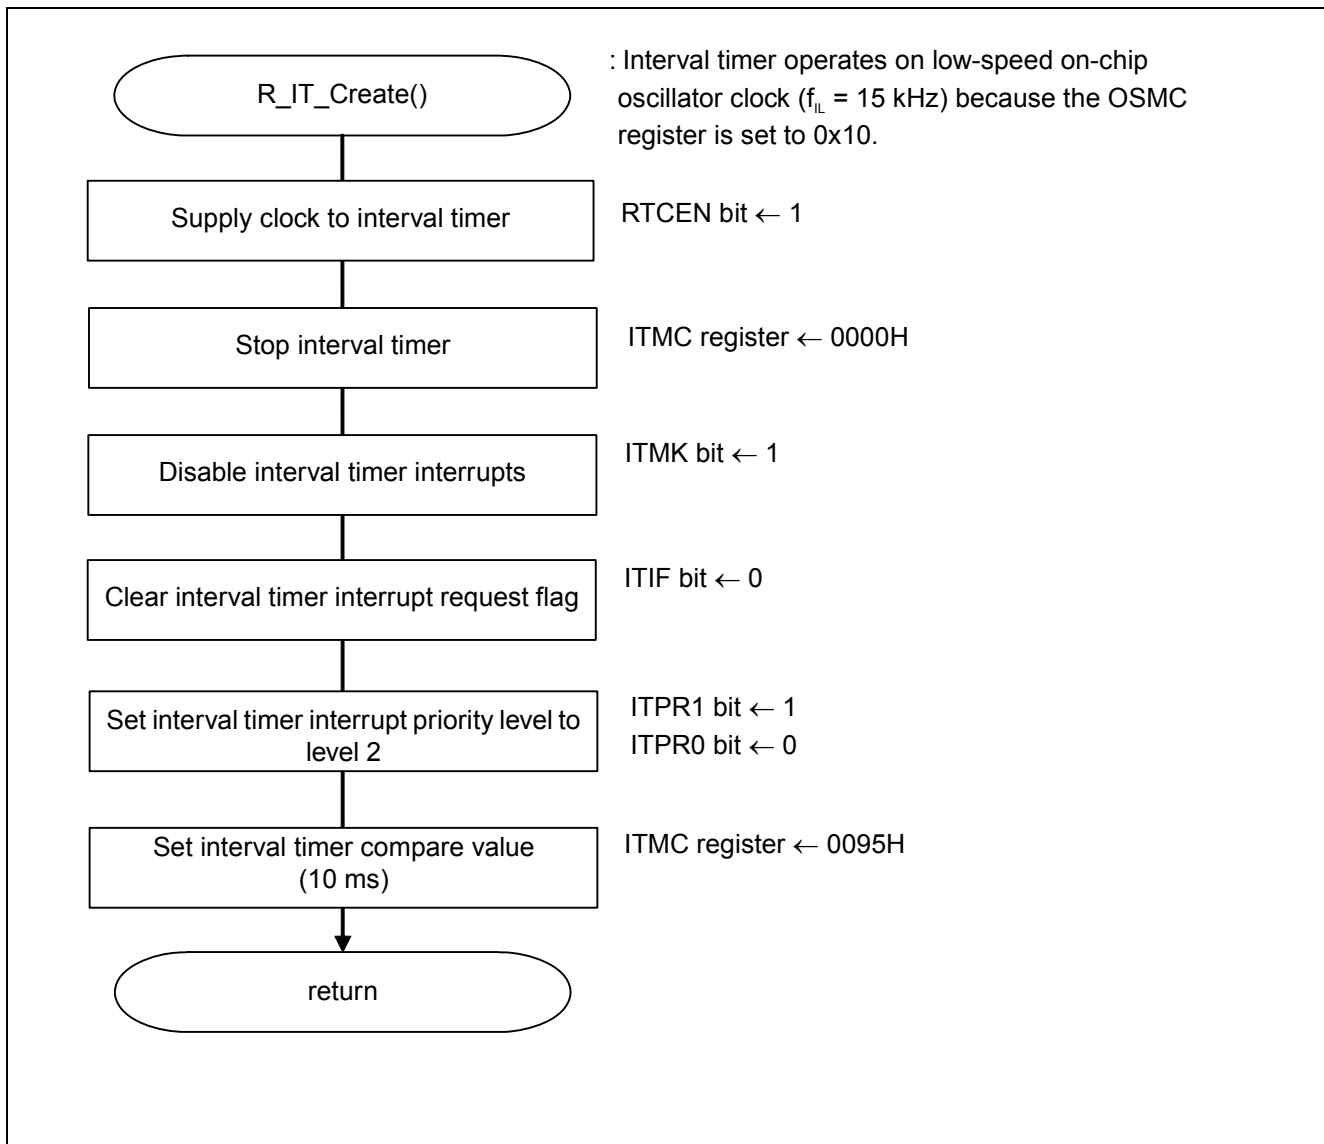 R_IT_Create()
: Interval timer operates on low-speed on-chip
oscillator clock (fIL = 15 kHz) because the OSMC
register is set to 0x10.
Supply clock to interval timer
RTCEN bit ← 1
Stop interval timer
ITMC register ← 0000H
Disable interval timer interrupts
ITMK bit ← 1
Clear interval timer interrupt request flag
ITIF bit ← 0
Set interval timer interrupt priority level to
level 2
ITPR1 bit ← 1
ITPR0 bit ← 0
Set interval timer compare value
(10 ms)
ITMC register ← 0095H
return